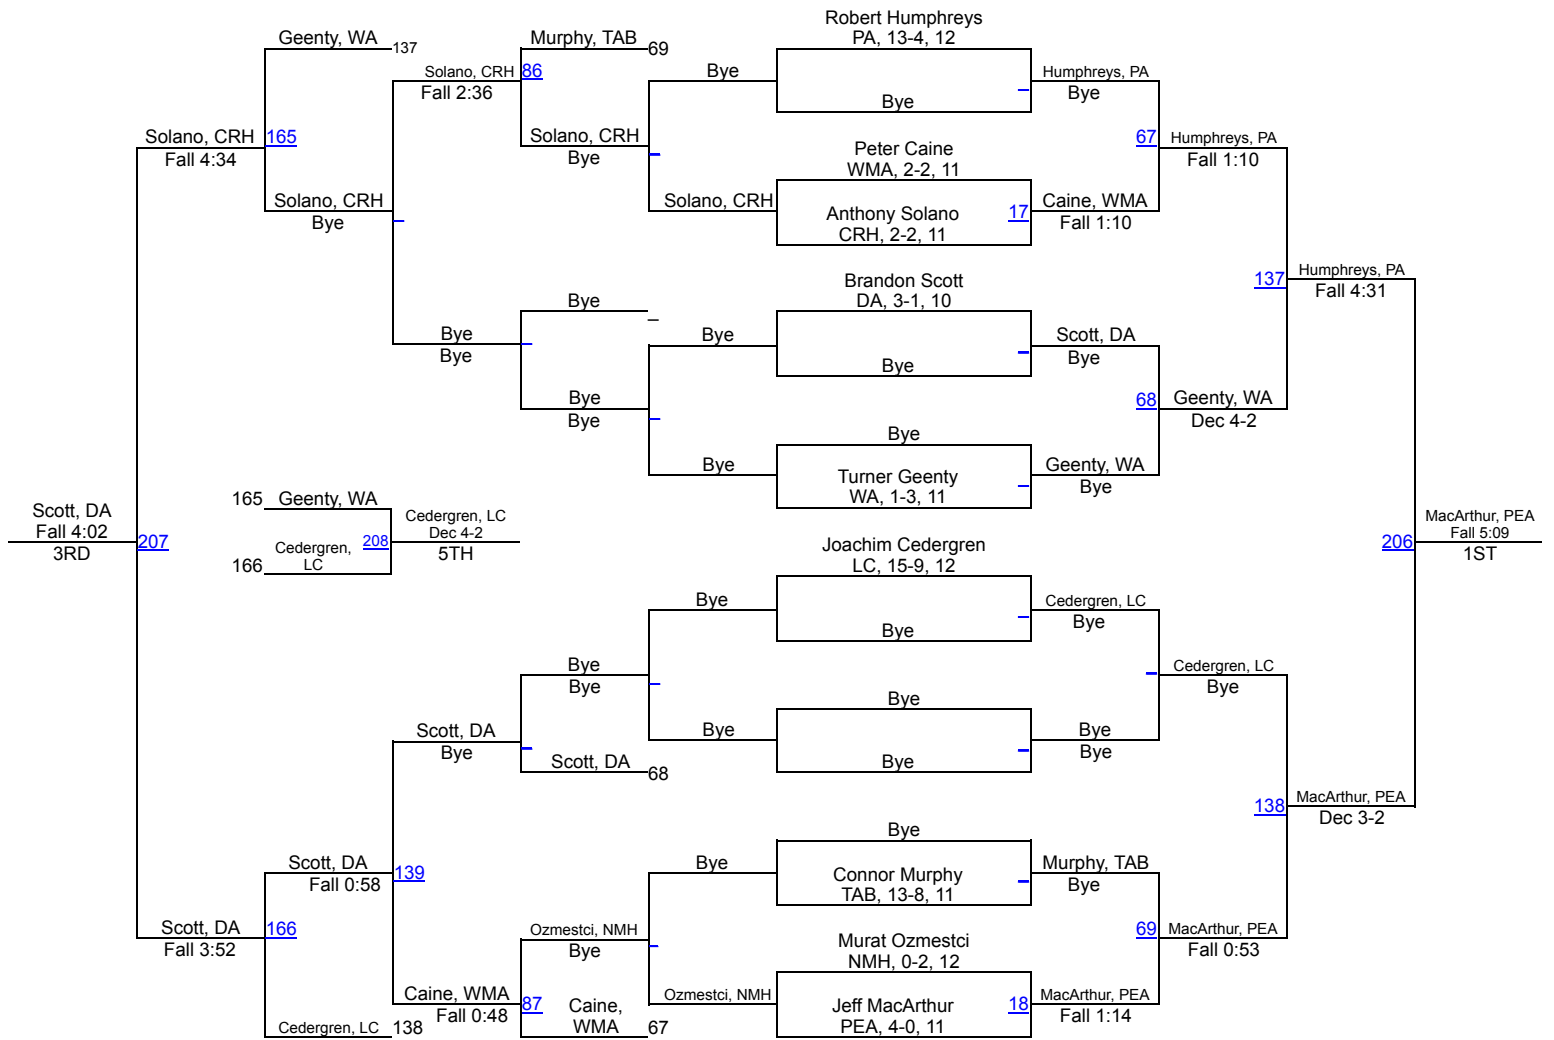 Robert Humphreys
PA, 13-4, 12
Geenty, WA
137
Murphy, TAB
69
Solano, CRH
86
Fall 2:36
Bye
Humphreys, PA
Bye
Bye
Solano, CRH
165
Fall 4:34
Solano, CRH
Bye
67
Humphreys, PA
Fall 1:10
Peter Caine
WMA, 2-2, 11
Solano, CRH
Bye
Solano, CRH
Anthony Solano
CRH, 2-2, 11
17
Caine, WMA
Fall 1:10
Brandon Scott
DA, 3-1, 10
137
Humphreys, PA
Fall 4:31
Bye
Bye
Bye
Bye
Scott, DA
Bye
Bye
Bye
Bye
68
Geenty, WA
Dec 4-2
Bye
Bye
Turner Geenty
WA, 1-3, 11
Geenty, WA
Bye
165
Geenty, WA
Scott, DA
Fall 4:02
3RD
207
Cedergren,
LC
166
208
Cedergren, LC
Dec 4-2
5TH
206
MacArthur, PEA
Fall 5:09
1ST
Joachim Cedergren
LC, 15-9, 12
Bye
Bye
Cedergren, LC
Bye
Bye
Bye
Cedergren, LC
Bye
Scott, DA
Bye
Scott, DA
68
Bye
Bye
Bye
Bye
Bye
138
MacArthur, PEA
Dec 3-2
Bye
Scott, DA
Fall 0:58
139
Bye
Connor Murphy
TAB, 13-8, 11
Murphy, TAB
Bye
Scott, DA
Fall 3:52
166
Ozmestci, NMH
Bye
69
MacArthur, PEA
Fall 0:53
Murat Ozmestci
NMH, 0-2, 12
Caine, WMA
Fall 0:48
87
Caine,
WMA
67
Ozmestci, NMH
Jeff MacArthur
PEA, 4-0, 11
18
MacArthur, PEA
Fall 1:14
Cedergren, LC
138